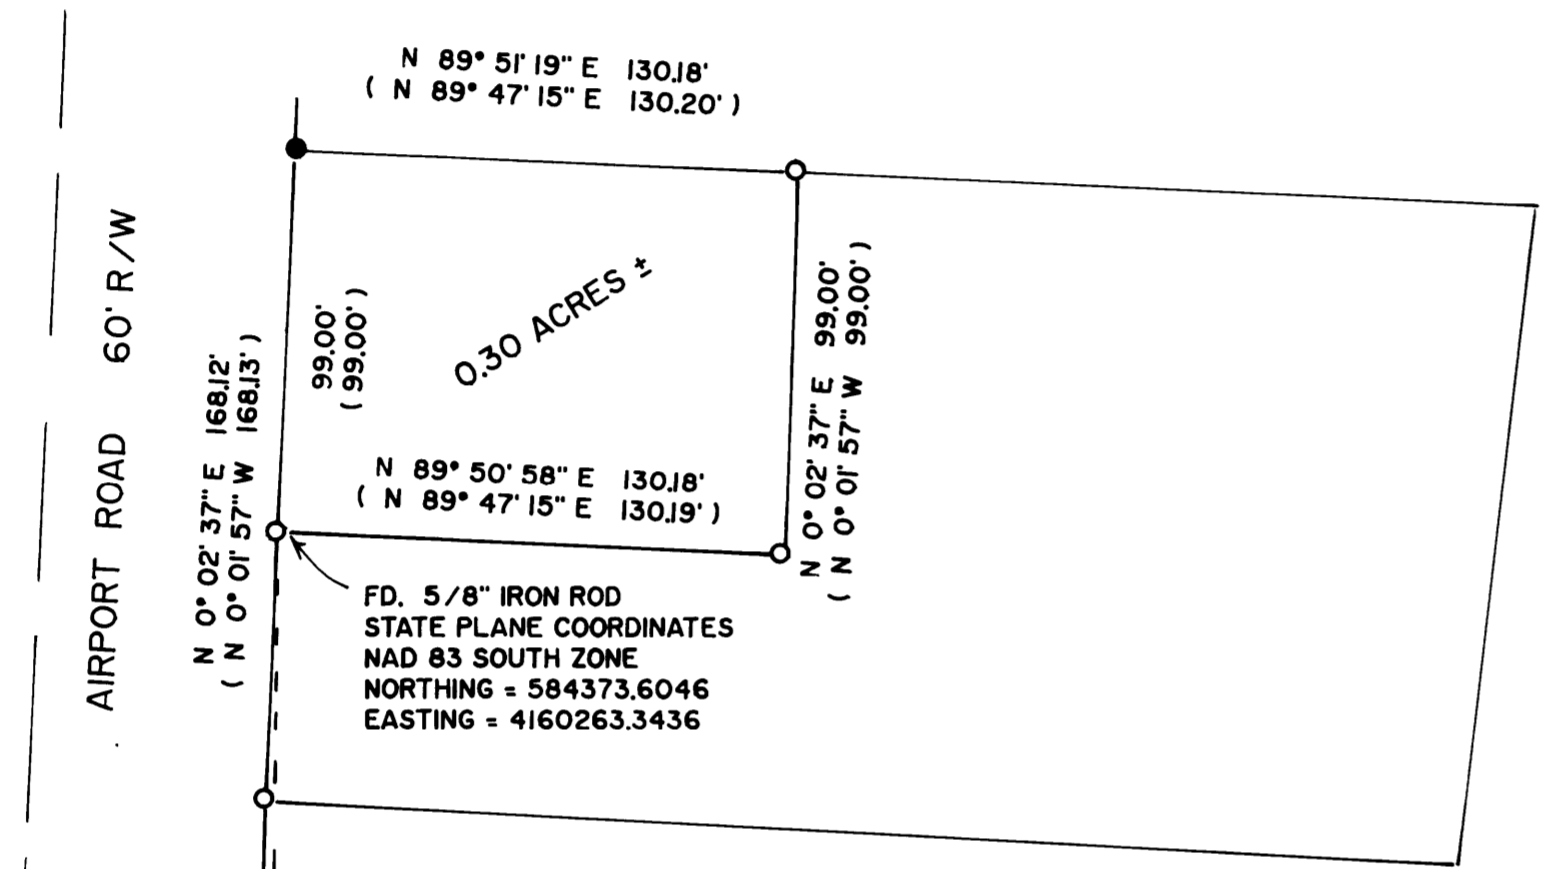 N 89° 51' 19" E 130.18'
( N 89° 47' 15" E 130.20' )
AIRPORT ROAD 60' R/W
N 0° 02' 37" E 168.12'
( N 0° 01' 57" W 168.13' )
99.00'
( 99.00' )
0.30 ACRES ±
N 0° 02' 37" E 99.00'
( N 0° 01' 57" W 99.00' )
N 89° 50' 58" E 130.18'
( N 89° 47' 15" E 130.19' )
FD. 5/8" IRON ROD
STATE PLANE COORDINATES
NAD 83 SOUTH ZONE
NORTHING = 584373.6046
EASTING = 4160263.3436